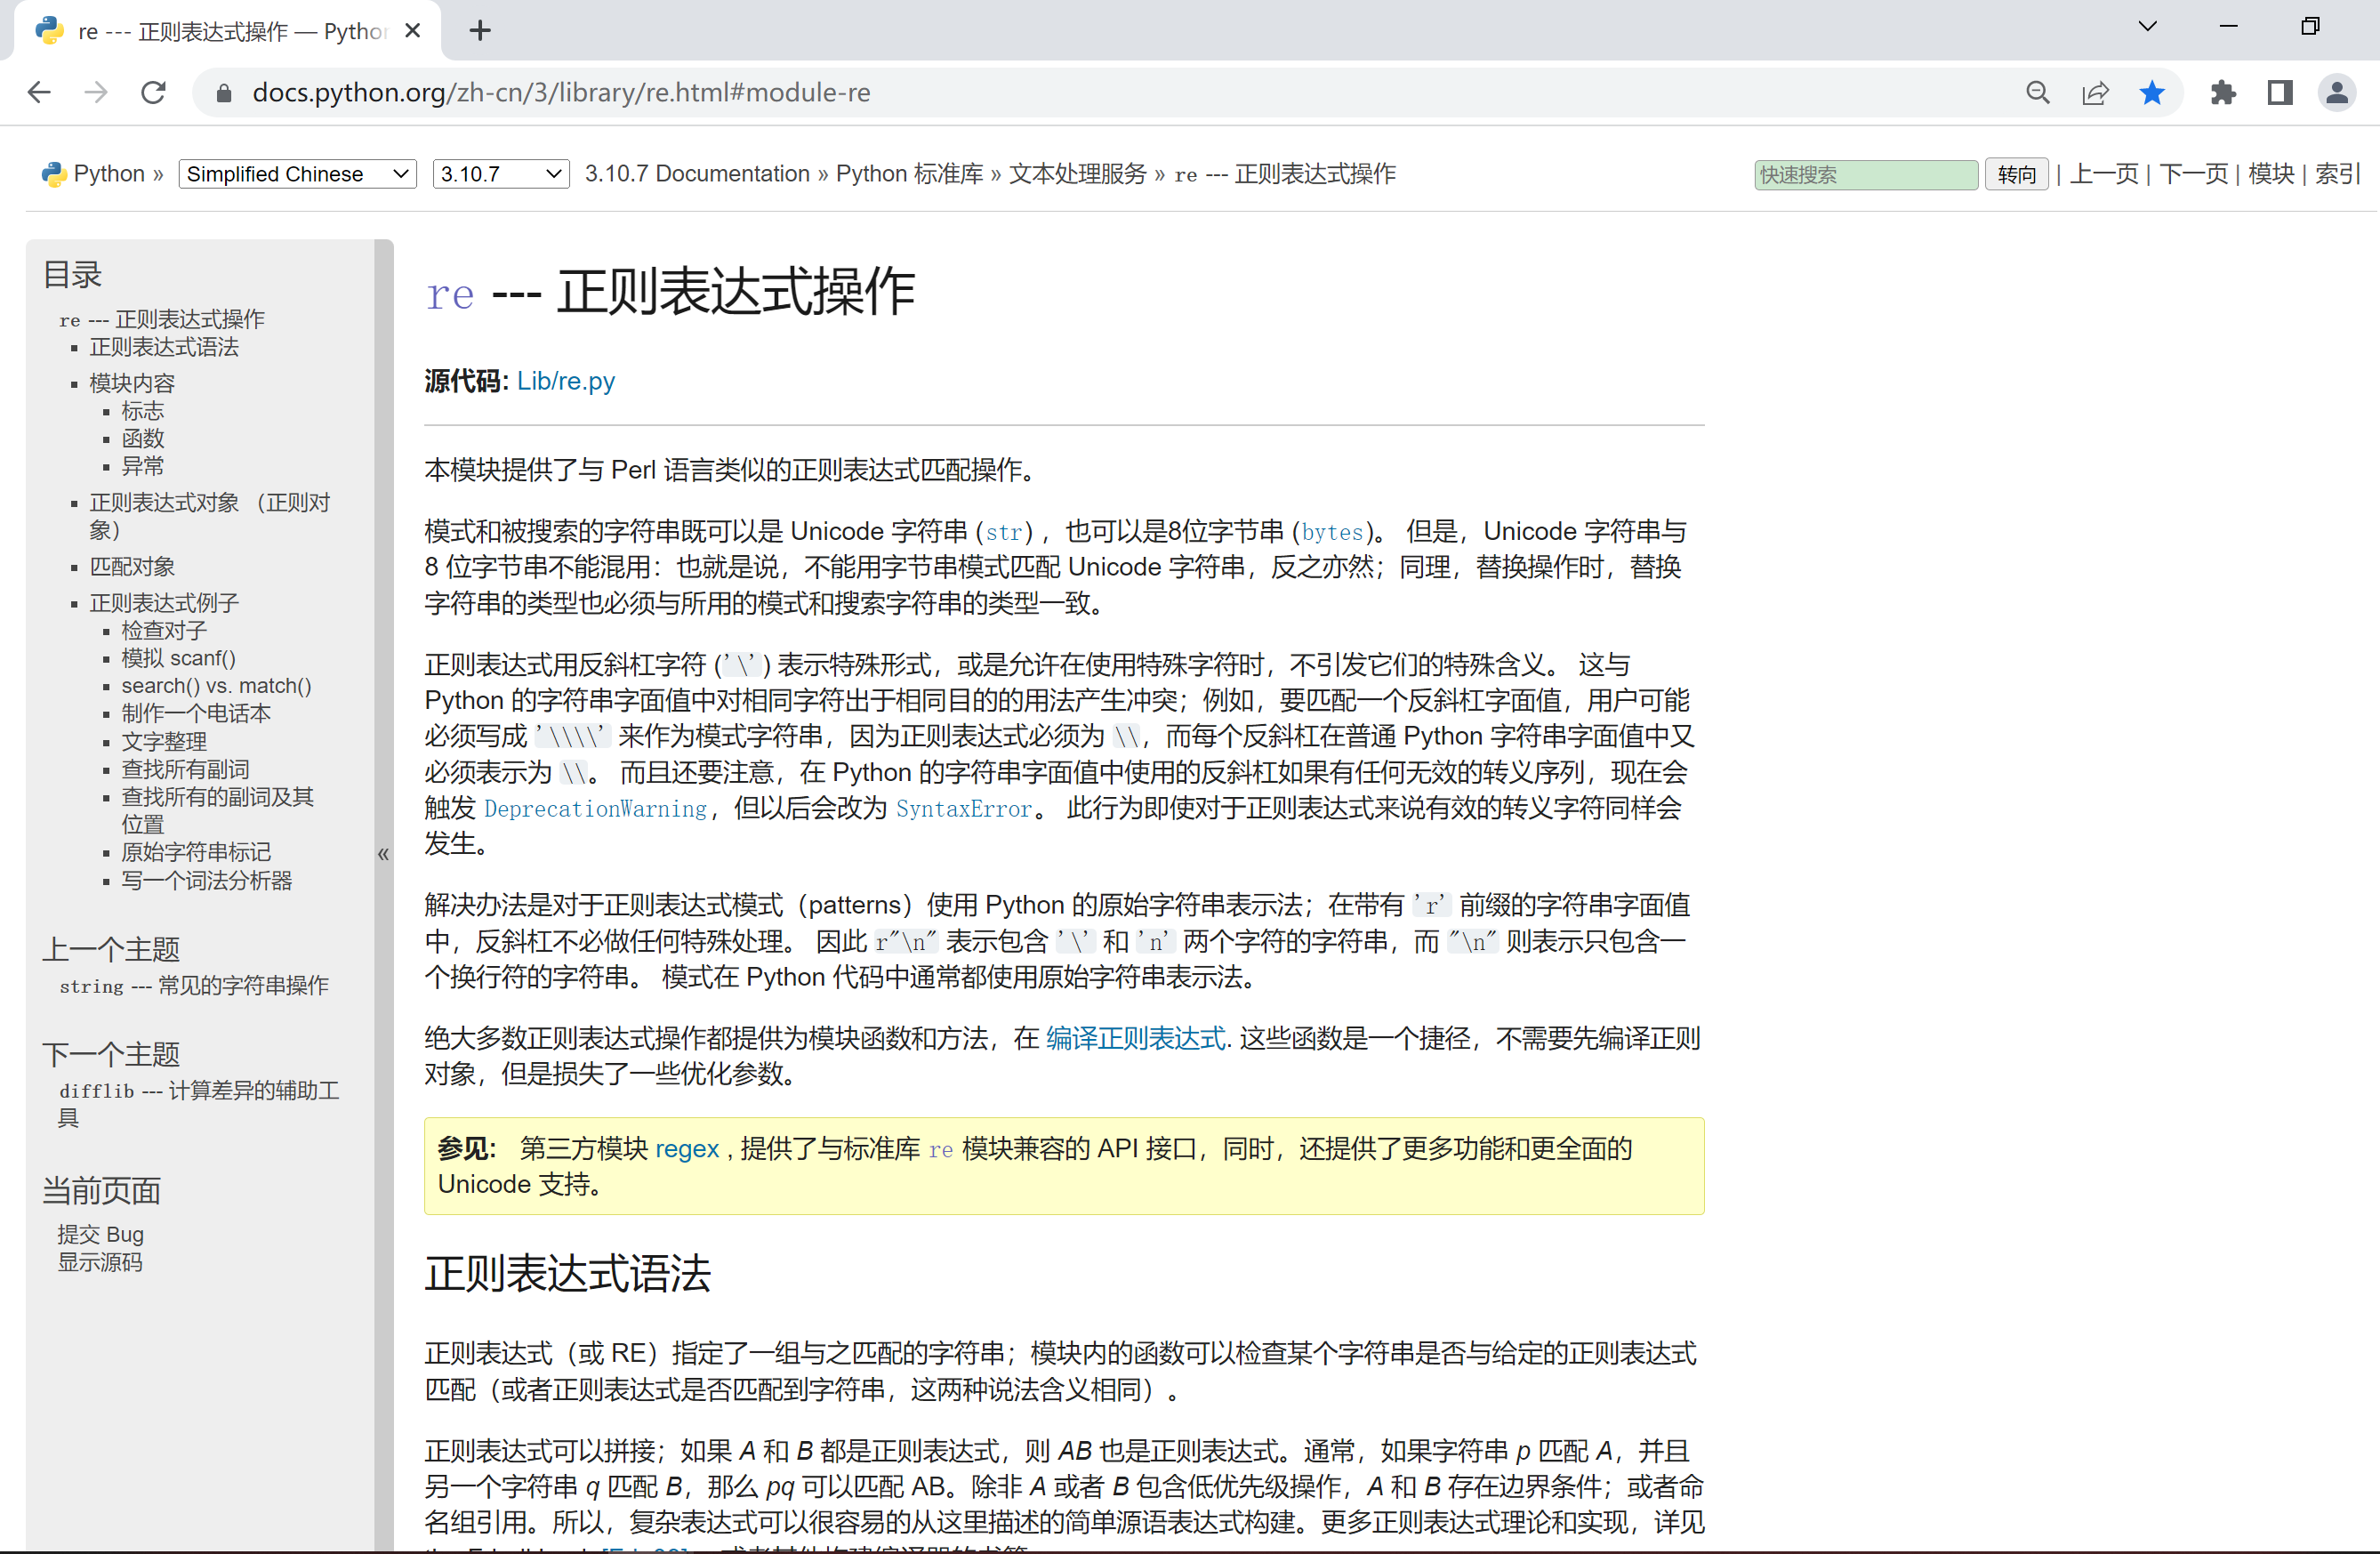 re --- 正则表达式操作 — Python
docs.python.org/zh-cn/3/library/re.html#module-re
Python » Simplified Chinese 3.10.7 3.10.7 Documentation » Python 标准库 » 文本处理服务 » re --- 正则表达式操作 快速搜索 转向 | 上一页 | 下一页 | 模块 | 索引
目录
re --- 正则表达式操作
正则表达式语法
模块内容
标志
函数
异常
正则表达式对象 （正则对
象）
匹配对象
正则表达式例子
检查对子
模拟 scanf()
search() vs. match()
制作一个电话本
文字整理
查找所有副词
查找所有的副词及其
位置
原始字符串标记
写一个词法分析器
上一个主题
string --- 常见的字符串操作
下一个主题
difflib --- 计算差异的辅助工
具
当前页面
提交 Bug
显示源码
«
re --- 正则表达式操作
源代码: Lib/re.py
本模块提供了与 Perl 语言类似的正则表达式匹配操作。
模式和被搜索的字符串既可以是 Unicode 字符串 (str) ，也可以是8位字节串 (bytes)。 但是，Unicode 字符串与
8 位字节串不能混用：也就是说，不能用字节串模式匹配 Unicode 字符串，反之亦然；同理，替换操作时，替换
字符串的类型也必须与所用的模式和搜索字符串的类型一致。
正则表达式用反斜杠字符 ('\') 表示特殊形式，或是允许在使用特殊字符时，不引发它们的特殊含义。 这与
Python 的字符串字面值中对相同字符出于相同目的的用法产生冲突；例如，要匹配一个反斜杠字面值，用户可能
必须写成 '\\\\' 来作为模式字符串，因为正则表达式必须为 \\，而每个反斜杠在普通 Python 字符串字面值中又
必须表示为 \\。 而且还要注意，在 Python 的字符串字面值中使用的反斜杠如果有任何无效的转义序列，现在会
触发 DeprecationWarning，但以后会改为 SyntaxError。 此行为即使对于正则表达式来说有效的转义字符同样会
发生。
解决办法是对于正则表达式模式（patterns）使用 Python 的原始字符串表示法；在带有 'r' 前缀的字符串字面值
中，反斜杠不必做任何特殊处理。 因此 r"\n" 表示包含 '\' 和 'n' 两个字符的字符串，而 "\n" 则表示只包含一
个换行符的字符串。 模式在 Python 代码中通常都使用原始字符串表示法。
绝大多数正则表达式操作都提供为模块函数和方法，在 编译正则表达式. 这些函数是一个捷径，不需要先编译正则
对象，但是损失了一些优化参数。
参见: 第三方模块 regex , 提供了与标准库 re 模块兼容的 API 接口，同时，还提供了更多功能和更全面的
Unicode 支持。
正则表达式语法
正则表达式（或 RE）指定了一组与之匹配的字符串；模块内的函数可以检查某个字符串是否与给定的正则表达式
匹配（或者正则表达式是否匹配到字符串，这两种说法含义相同）。
正则表达式可以拼接；如果 A 和 B 都是正则表达式，则 AB 也是正则表达式。通常，如果字符串 p 匹配 A，并且
另一个字符串 q 匹配 B，那么 pq 可以匹配 AB。除非 A 或者 B 包含低优先级操作，A 和 B 存在边界条件；或者命
名组引用。所以，复杂表达式可以很容易的从这里描述的简单源语表达式构建。更多正则表达式理论和实现，详见